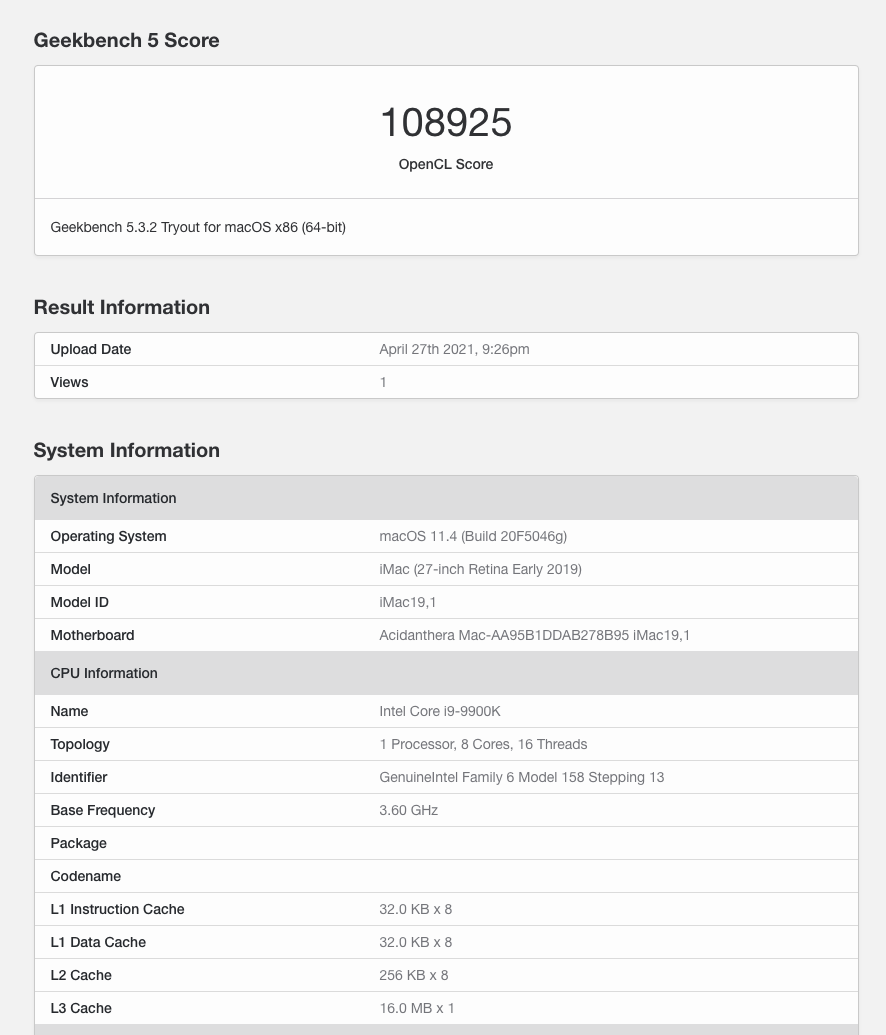 Geekbench 5 Score
108925
OpenCL Score
Geekbench 5.3.2 Tryout for macOS x86 (64-bit)
Result Information
Upload Date April 27th 2021, 9:26pm
Views 1
System Information
System Information
Operating System macOS 11.4 (Build 20F5046g)
Model iMac (27-inch Retina Early 2019)
Model ID iMac19,1
Motherboard Acidanthera Mac-AA95B1DDAB278B95 iMac19,1
CPU Information
Name Intel Core i9-9900K
Topology 1 Processor, 8 Cores, 16 Threads
Identifier GenuineIntel Family 6 Model 158 Stepping 13
Base Frequency 3.60 GHz
Package
Codename
L1 Instruction Cache 32.0 KB x 8
L1 Data Cache 32.0 KB x 8
L2 Cache 256 KB x 8
L3 Cache 16.0 MB x 1